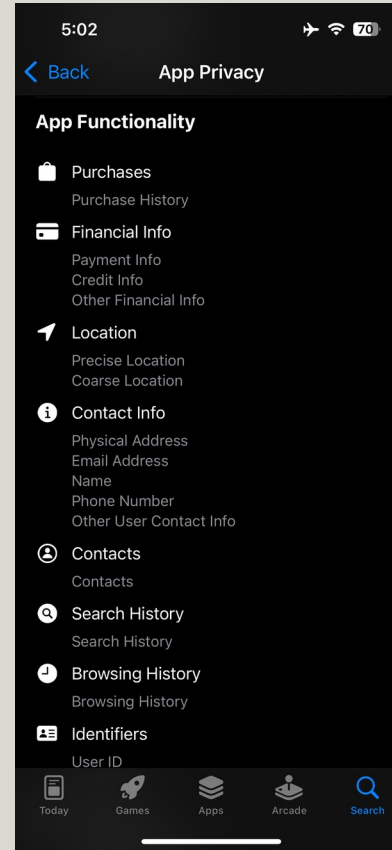 5:02
70
Back
App Privacy
App Functionality
Purchases
Purchase History
Financial Info
Payment Info
Credit Info
Other Financial Info
Location
Precise Location
Coarse Location
Contact Info
Physical Address
Email Address
Name
Phone Number
Other User Contact Info
Contacts
Contacts
Search History
Search History
Browsing History
Browsing History
Identifiers
User ID
Today
Games
Apps
Arcade
Search